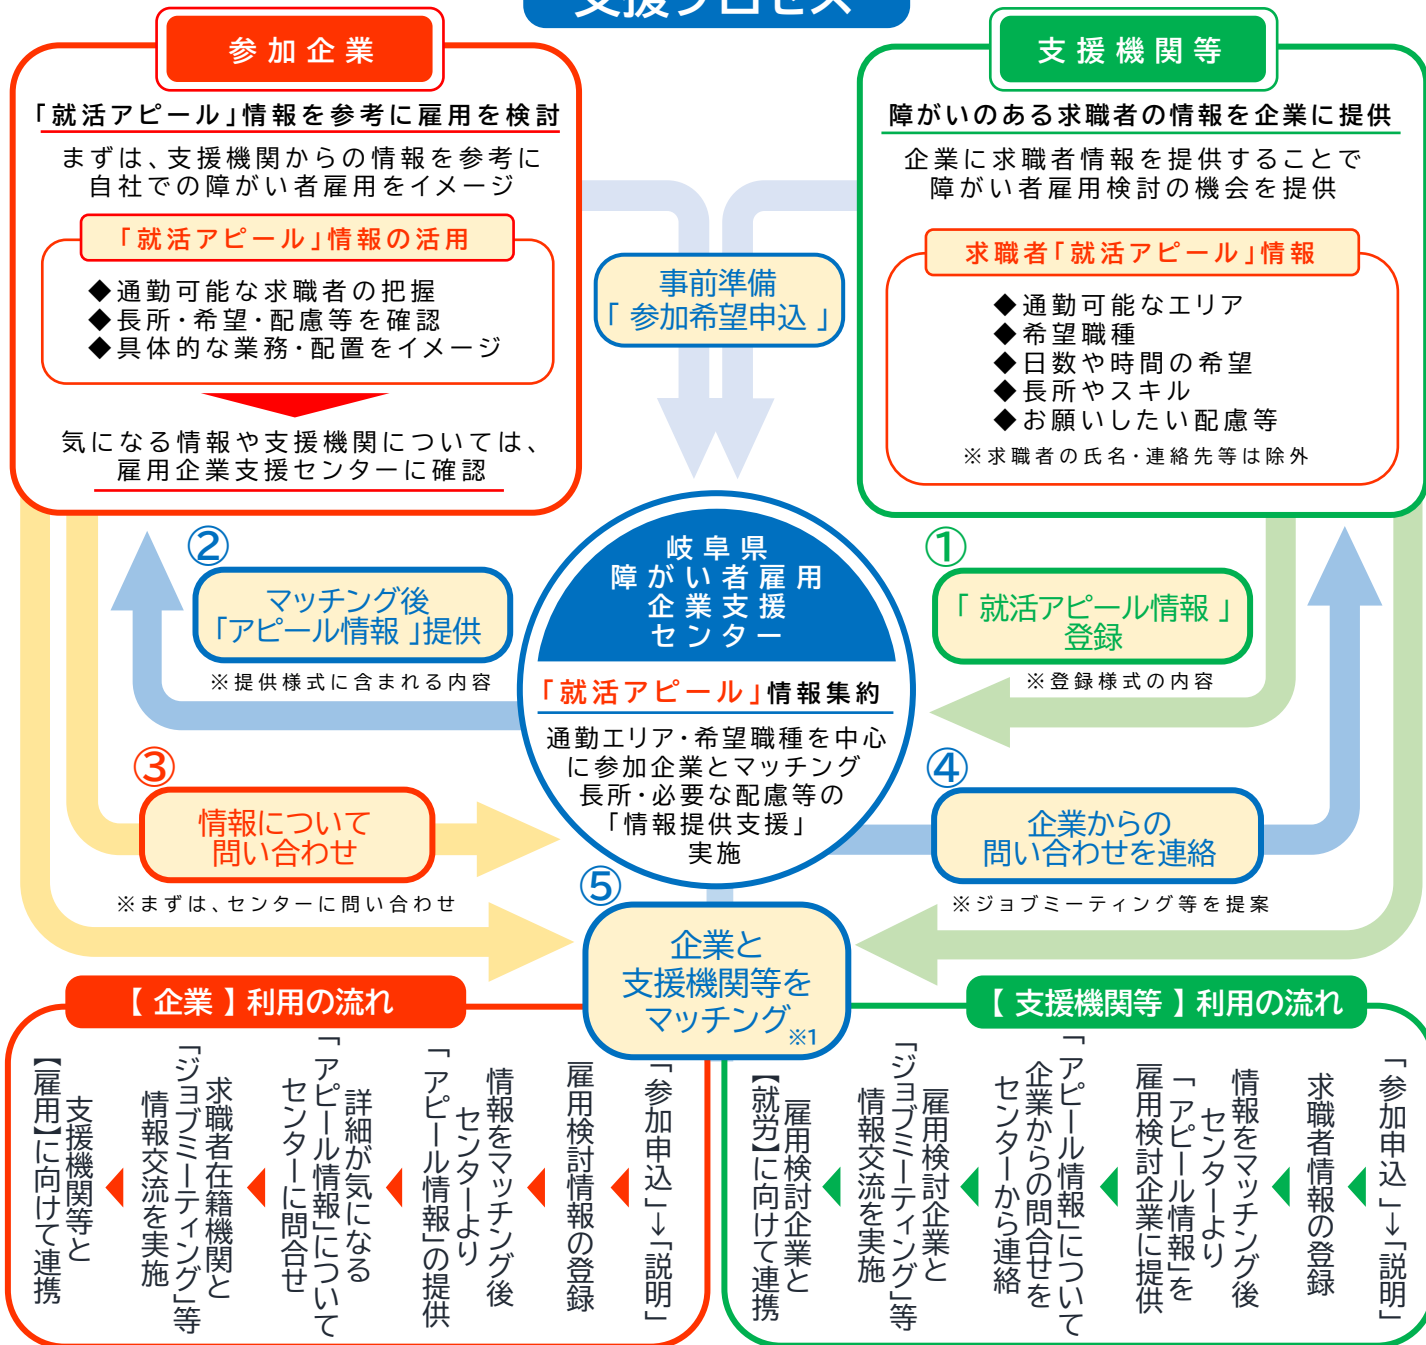 支援プロセス
参加企業
「就活アピール」情報を参考に雇用を検討
まずは、支援機関からの情報を参考に
自社での障がい者雇用をイメージ
「就活アピール」情報の活用
◆通勤可能な求職者の把握
◆長所・希望・配慮等を確認
◆具体的な業務・配置をイメージ
気になる情報や支援機関については、
雇用企業支援センターに確認
支援機関等
障がいのある求職者の情報を企業に提供
企業に求職者情報を提供することで
障がい者雇用検討の機会を提供
求職者「就活アピール」情報
◆通勤可能なエリア
◆希望職種
◆日数や時間の希望
◆長所やスキル
◆お願いしたい配慮等
※求職者の氏名・連絡先等は除外
事前準備
「 参加希望申込 」
岐阜県
障がい者雇用
企業支援
センター
「就活アピール」情報集約
通勤エリア・希望職種を中心
に参加企業とマッチング
長所・必要な配慮等の
「情報提供支援」
実施
①
「 就活アピール情報 」
登録
※登録様式の内容
②
マッチング後
「アピール情報 」提供
※提供様式に含まれる内容
③
情報について
問い合わせ
※まずは、センターに問い合わせ
④
企業からの
問い合わせを連絡
※ジョブミーティング等を提案
⑤
企業と
支援機関等を
マッチング※1
【 企業 】利用の流れ
「参加申込」→「説明」
雇用検討情報の登録
情報をマッチング後
センターより
「アピール情報」の提供
詳細が気になる
「アピール情報」について
センターに問合せ
求職者在籍機関と
「ジョブミーティング」等
情報交流を実施
支援機関等と
【雇用】に向けて連携
【 支援機関等 】利用の流れ
「参加申込」→「説明」
求職者情報の登録
情報をマッチング後
センターより
「アピール情報」を
雇用検討企業に提供
「アピール情報」について
企業からの問合せを
センターから連絡
雇用検討企業と
「ジョブミーティング」等
情報交流を実施
雇用検討企業と
【就労】に向けて連携